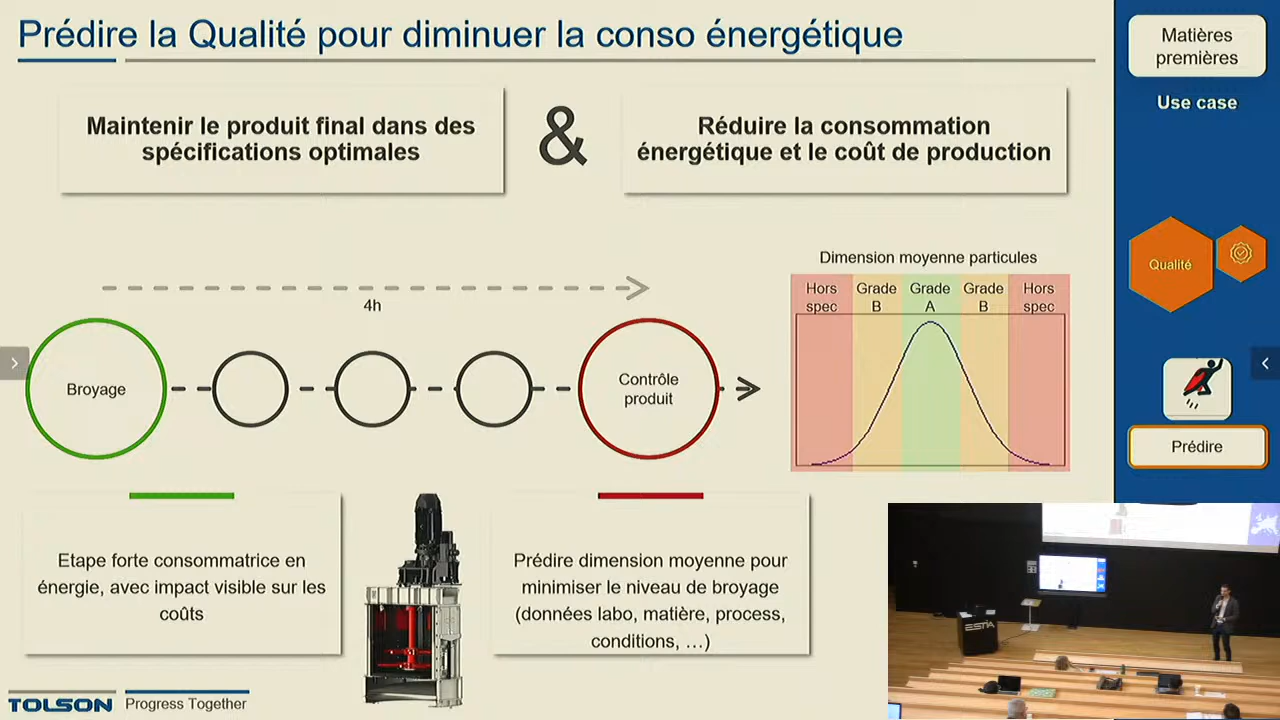 Prédire la Qualité pour diminuer la conso énergétique
Maintenir le produit final dans des
spécifications optimales
&
Réduire la consommation
énergétique et le coût de production
Matières
premières
Use case
Qualité
Prédire
4h
Broyage
Contrôle
produit
Dimension moyenne particules
Hors
spec
Grade
B
Grade
A
Grade
B
Hors
spec
Etape forte consommatrice en
énergie, avec impact visible sur les
coûts
Prédire dimension moyenne pour
minimiser le niveau de broyage
(données labo, matière, process,
conditions, …)
TOLSON
Progress Together
ESTIA